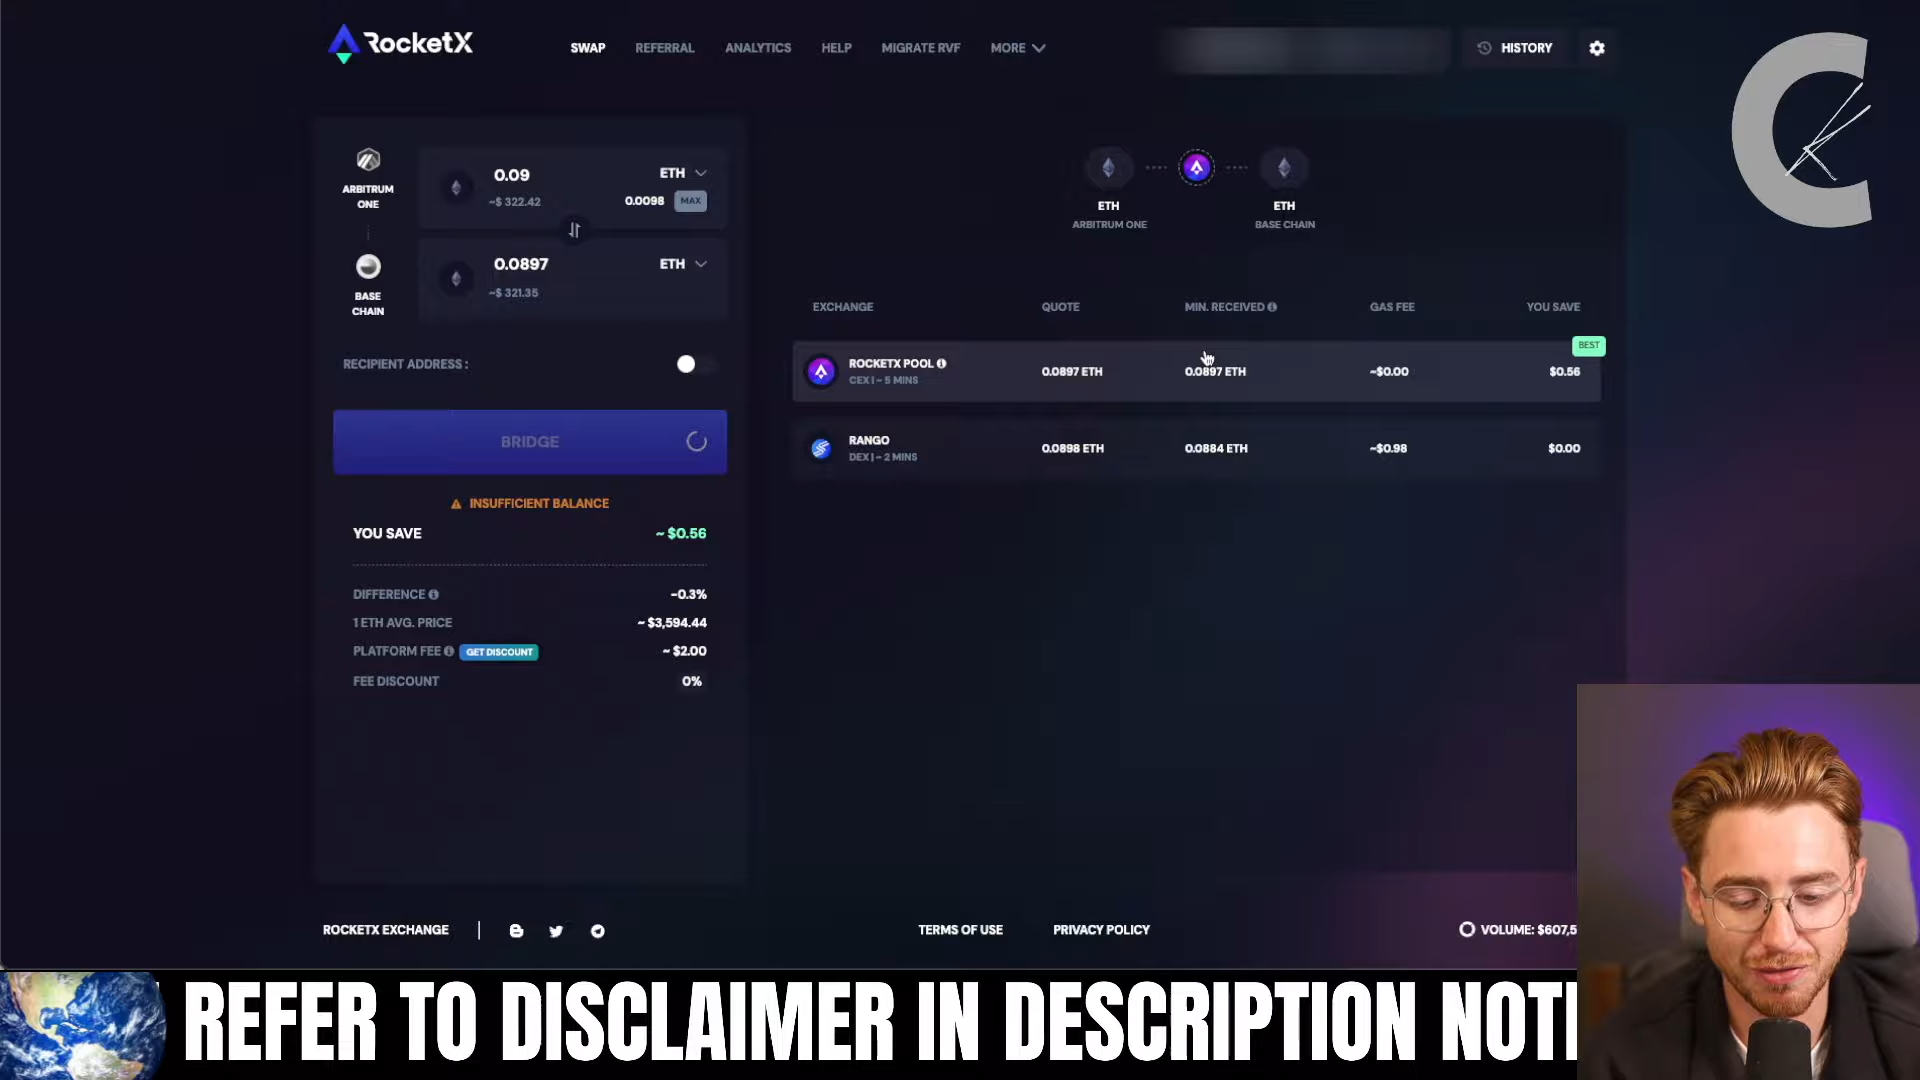 RocketX
SWAP
REFERRAL
ANALYTICS
HELP
MIGRATE RVF
MORE
HISTORY
ARBITRUM
ONE
0.09
~$ 322.42
ETH
0.0098
MAX
BASE
CHAIN
0.0897
~$ 321.35
ETH
RECIPIENT ADDRESS :
BRIDGE
INSUFFICIENT BALANCE
YOU SAVE
~ $0.56
DIFFERENCE
-0.3%
1 ETH AVG. PRICE
~ $3,594.44
PLATFORM FEE
GET DISCOUNT
~ $2.00
FEE DISCOUNT
0%
ETH
ARBITRUM ONE
ETH
BASE CHAIN
EXCHANGE
QUOTE
MIN. RECEIVED
GAS FEE
YOU SAVE
BEST
ROCKETX POOL
CEX | ~ 5 MINS
0.0897 ETH
0.0897 ETH
~$0.00
$0.56
RANGO
DEX | ~ 2 MINS
0.0898 ETH
0.0884 ETH
~$0.98
$0.00
ROCKETX EXCHANGE
TERMS OF USE
PRIVACY POLICY
VOLUME: $607,5
REFER TO DISCLAIMER IN DESCRIPTION NOT